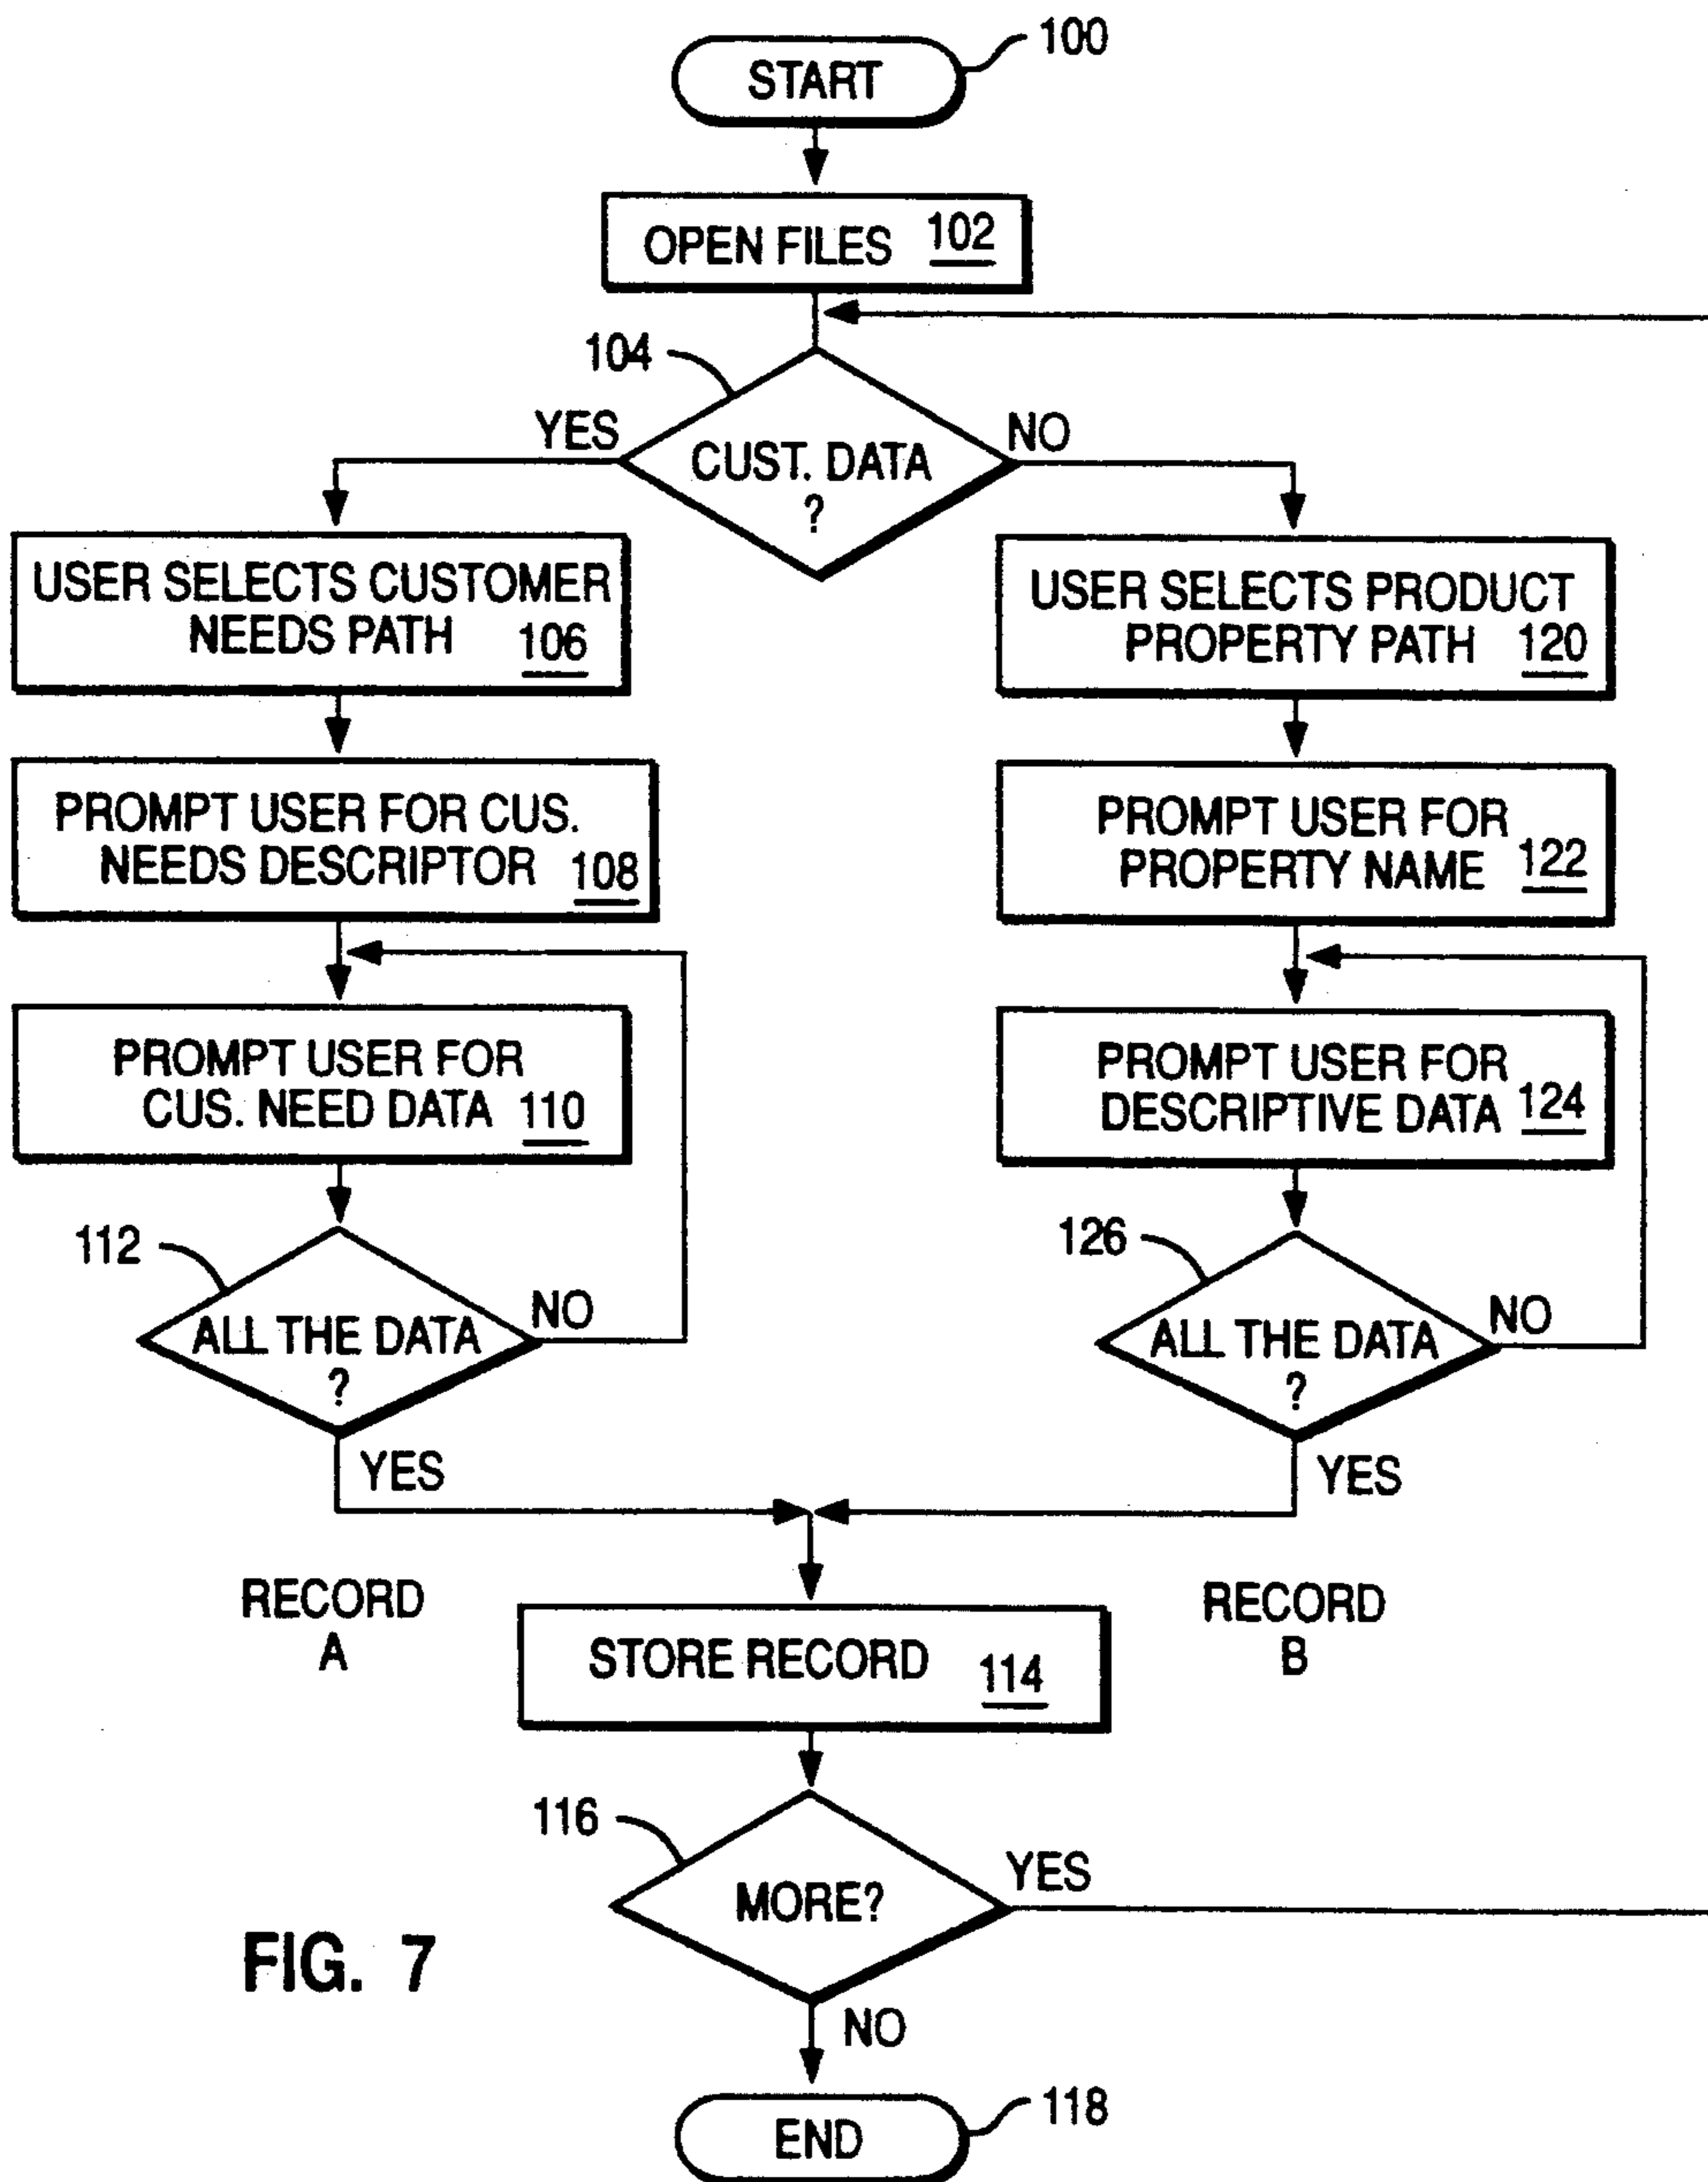 100
START
OPEN FILES 102
104
YES
NO
CUST. DATA
?
USER SELECTS CUSTOMER
NEEDS PATH 106
USER SELECTS PRODUCT
PROPERTY PATH 120
PROMPT USER FOR CUS.
NEEDS DESCRIPTOR 108
PROMPT USER FOR
PROPERTY NAME 122
PROMPT USER FOR
CUS. NEED DATA 110
PROMPT USER FOR
DESCRIPTIVE DATA 124
112
ALL THE DATA
?
NO
YES
126
ALL THE DATA
?
NO
YES
RECORD
A
RECORD
B
STORE RECORD 114
116
MORE?
YES
NO
FIG. 7
END
118